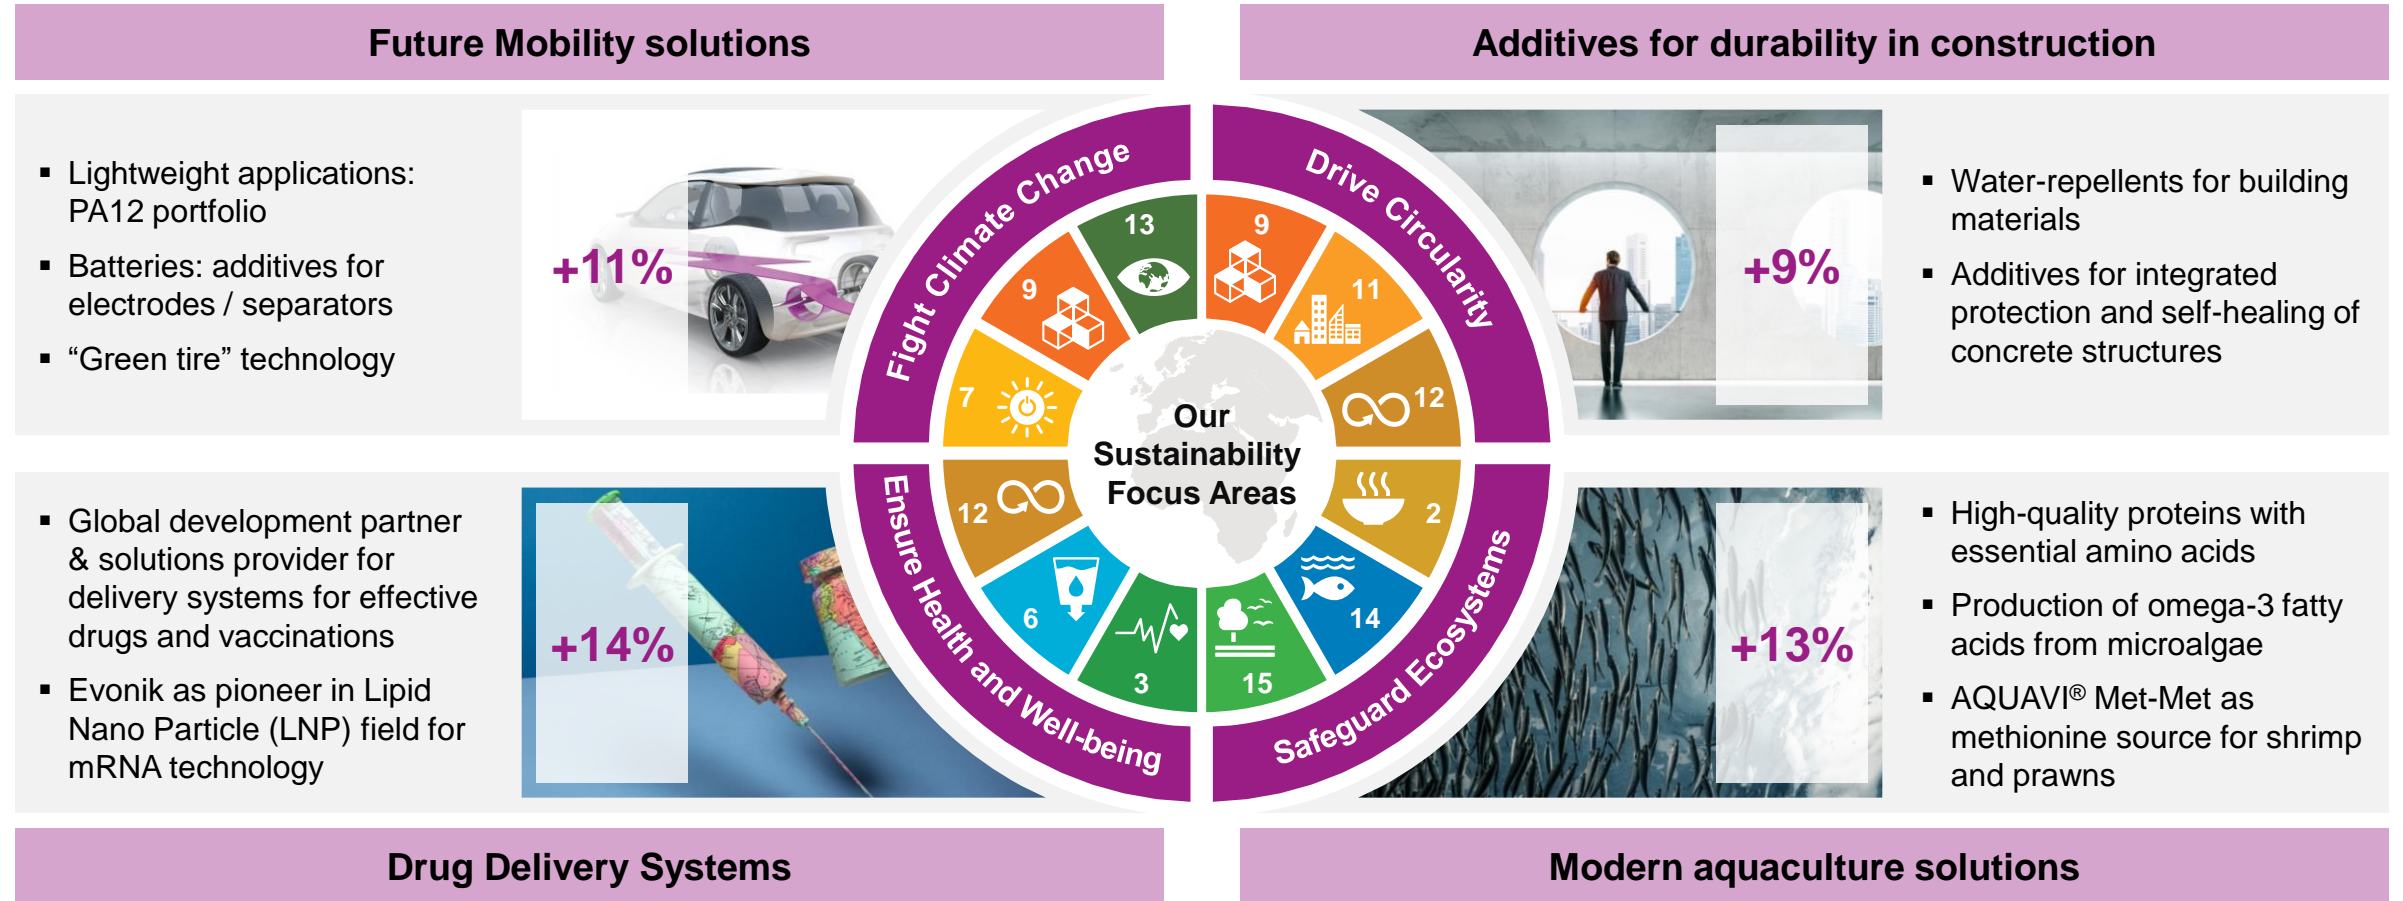 Future Mobility solutions
Additives for durability in construction
▪ Lightweight applications:
PA12 portfolio
▪ Batteries: additives for
electrodes / separators
▪ “Green tire” technology
+11%
Fight Climate Change
13
9
7
Drive Circularity
9
11
12
+9%
▪ Water-repellents for building
materials
▪ Additives for integrated
protection and self-healing of
concrete structures
Our
Sustainability
Focus Areas
▪ Global development partner
& solutions provider for
delivery systems for effective
drugs and vaccinations
▪ Evonik as pioneer in Lipid
Nano Particle (LNP) field for
mRNA technology
+14%
Ensure Health and Well-being
12
6
3
Safeguard Ecosystems
2
14
15
+13%
▪ High-quality proteins with
essential amino acids
▪ Production of omega-3 fatty
acids from microalgae
▪ AQUAVI® Met-Met as
methionine source for shrimp
and prawns
Drug Delivery Systems
Modern aquaculture solutions